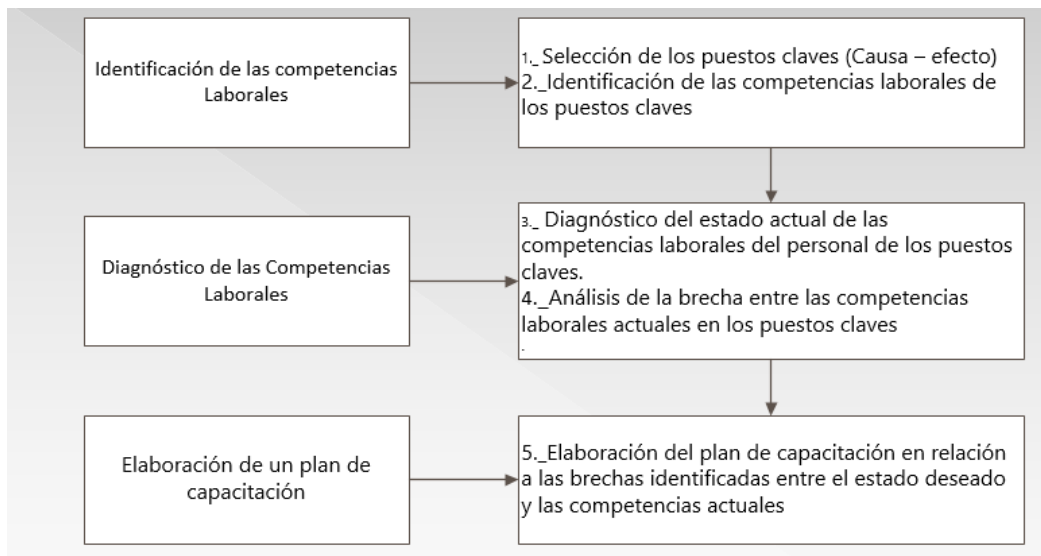 Identificación de las competencias
Laborales
1._ Selección de los puestos claves (Causa – efecto)
2._Identificación de las competencias laborales de
los puestos claves
Diagnóstico de las Competencias
Laborales
3._ Diagnóstico del estado actual de las
competencias laborales del personal de los puestos
claves.
4._Análisis de la brecha entre las competencias
laborales actuales en los puestos claves
.
Elaboración de un plan de
capacitación
5._Elaboración del plan de capacitación en relación
a las brechas identificadas entre el estado deseado
y las competencias actuales